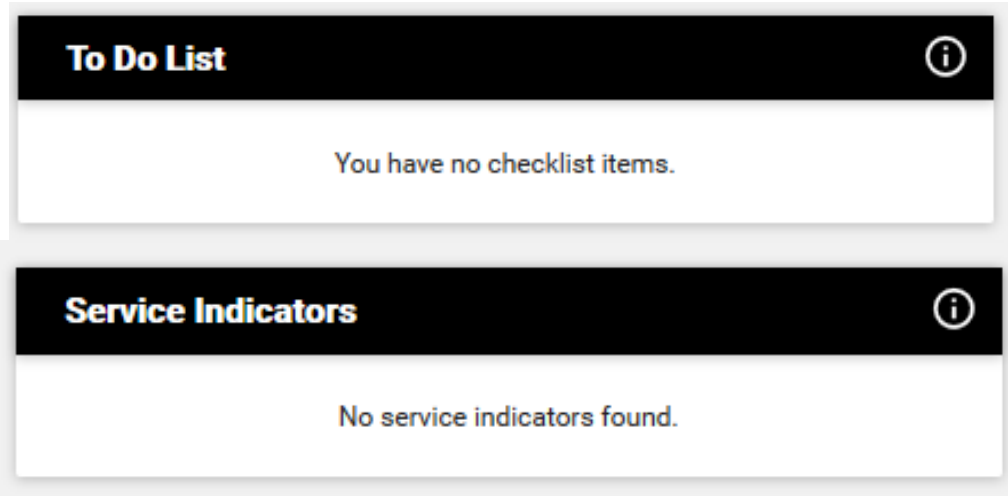 To Do List
You have no checklist items.
Service Indicators
No service indicators found.